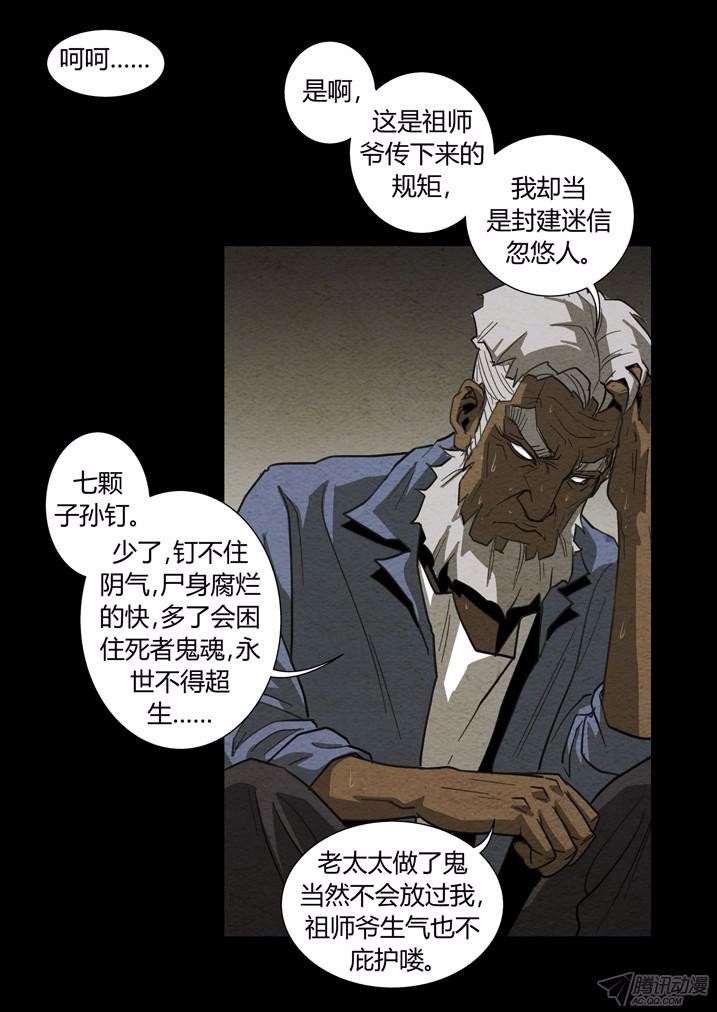 呵呵……
是啊，
这是祖师
爷传下来的
规矩，
我却当
是封建迷信
忽悠人。
七颗
子孙钉。
少了，钉不住
阴气，尸身腐烂
的快，多了会困
住死者鬼魂，永
世不得超
生……
老太太做了鬼
当然不会放过我，
祖师爷生气也不
庇护喽。
腾讯动漫